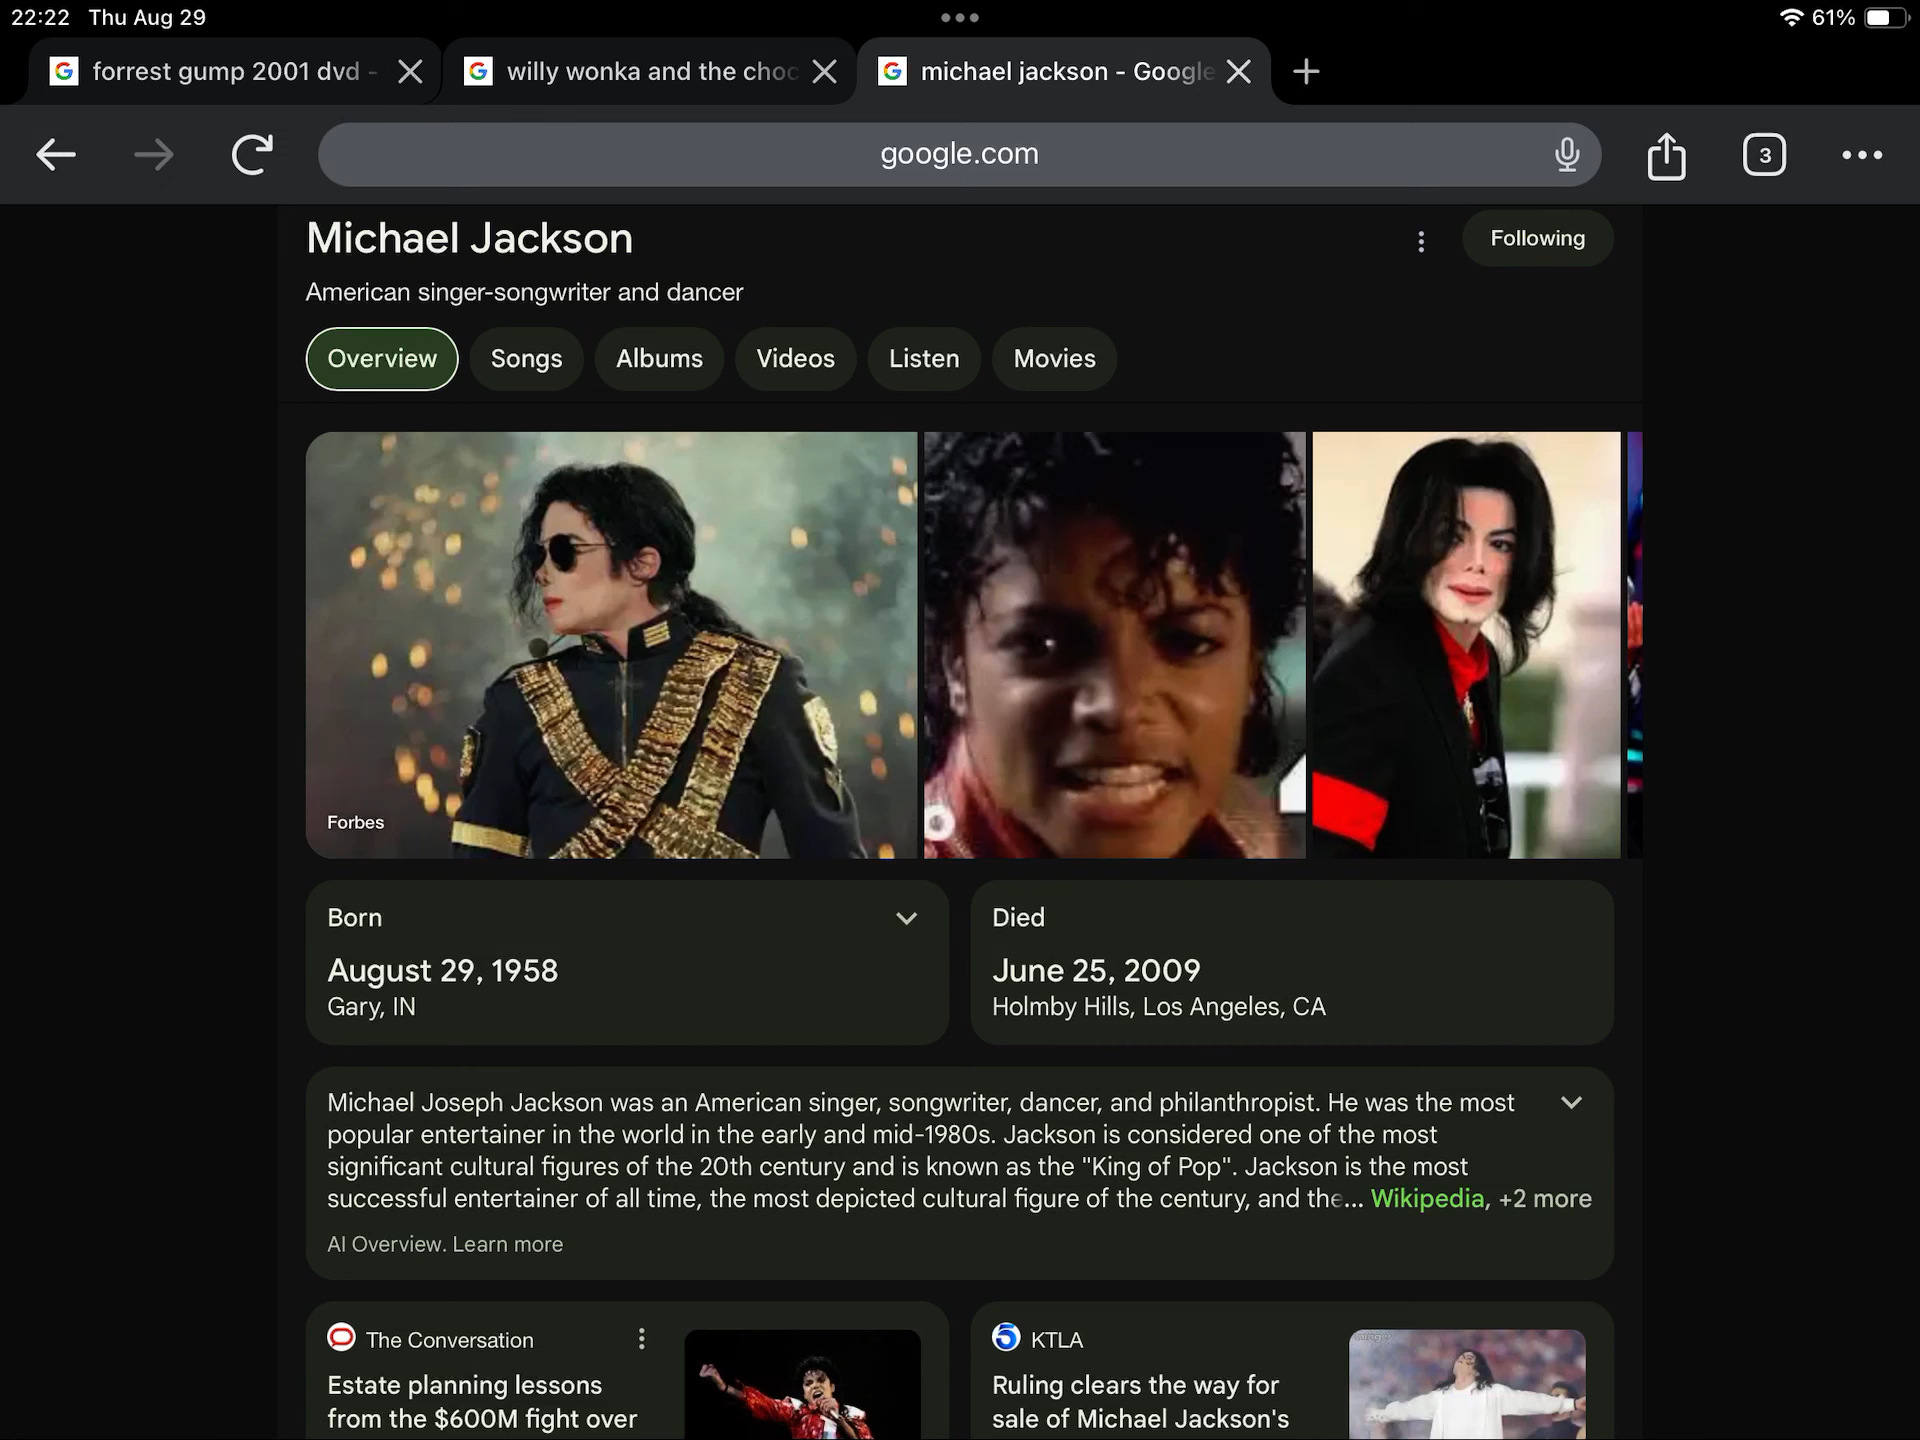 22:22 Thu Aug 29
61%
forrest gump 2001 dvd -
willy wonka and the choc
michael jackson - Google
google.com
3
Michael Jackson
Following
American singer-songwriter and dancer
Overview
Songs
Albums
Videos
Listen
Movies
Forbes
Born
August 29, 1958
Gary, IN
Died
June 25, 2009
Holmby Hills, Los Angeles, CA
Michael Joseph Jackson was an American singer, songwriter, dancer, and philanthropist. He was the most
popular entertainer in the world in the early and mid-1980s. Jackson is considered one of the most
significant cultural figures of the 20th century and is known as the "King of Pop". Jackson is the most
successful entertainer of all time, the most depicted cultural figure of the century, and the... Wikipedia, +2 more
AI Overview. Learn more
The Conversation
Estate planning lessons
from the $600M fight over
5 KTLA
Ruling clears the way for
sale of Michael Jackson's